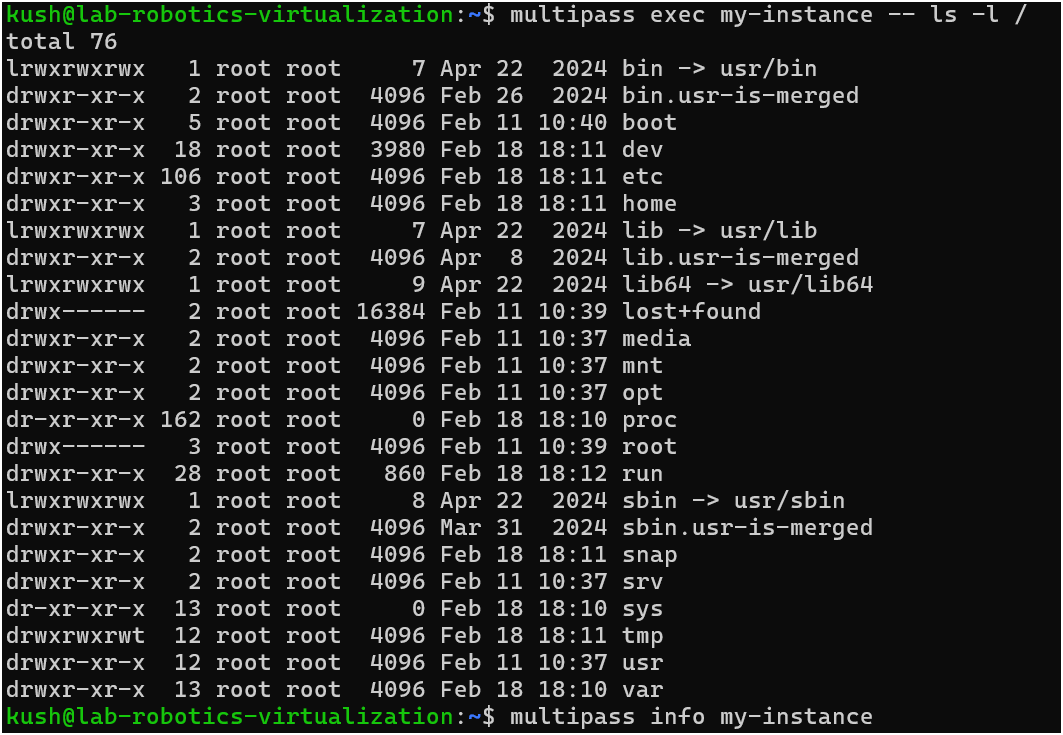 kush@lab-robotics-virtualization:~$ multipass exec my-instance -- ls -l /
total 76
lrwxrwxrwx   1 root root     7 Apr 22  2024 bin -> usr/bin
drwxr-xr-x   2 root root  4096 Feb 26  2024 bin.usr-is-merged
drwxr-xr-x   5 root root  4096 Feb 11 10:40 boot
drwxr-xr-x  18 root root  3980 Feb 18 18:11 dev
drwxr-xr-x 106 root root  4096 Feb 18 18:11 etc
drwxr-xr-x   3 root root  4096 Feb 18 18:11 home
lrwxrwxrwx   1 root root     7 Apr 22  2024 lib -> usr/lib
drwxr-xr-x   2 root root  4096 Apr  8  2024 lib.usr-is-merged
lrwxrwxrwx   1 root root     9 Apr 22  2024 lib64 -> usr/lib64
drwx------   2 root root 16384 Feb 11 10:39 lost+found
drwxr-xr-x   2 root root  4096 Feb 11 10:37 media
drwxr-xr-x   2 root root  4096 Feb 11 10:37 mnt
drwxr-xr-x   2 root root  4096 Feb 11 10:37 opt
dr-xr-xr-x 162 root root     0 Feb 18 18:10 proc
drwx------   3 root root  4096 Feb 11 10:39 root
drwxr-xr-x  28 root root   860 Feb 18 18:12 run
lrwxrwxrwx   1 root root     8 Apr 22  2024 sbin -> usr/sbin
drwxr-xr-x   2 root root  4096 Mar 31  2024 sbin.usr-is-merged
drwxr-xr-x   2 root root  4096 Feb 18 18:11 snap
drwxr-xr-x   2 root root  4096 Feb 11 10:37 srv
dr-xr-xr-x  13 root root     0 Feb 18 18:10 sys
drwxrwxrwt  12 root root  4096 Feb 18 18:11 tmp
drwxr-xr-x  12 root root  4096 Feb 11 10:37 usr
drwxr-xr-x  13 root root  4096 Feb 18 18:10 var
kush@lab-robotics-virtualization:~$ multipass info my-instance